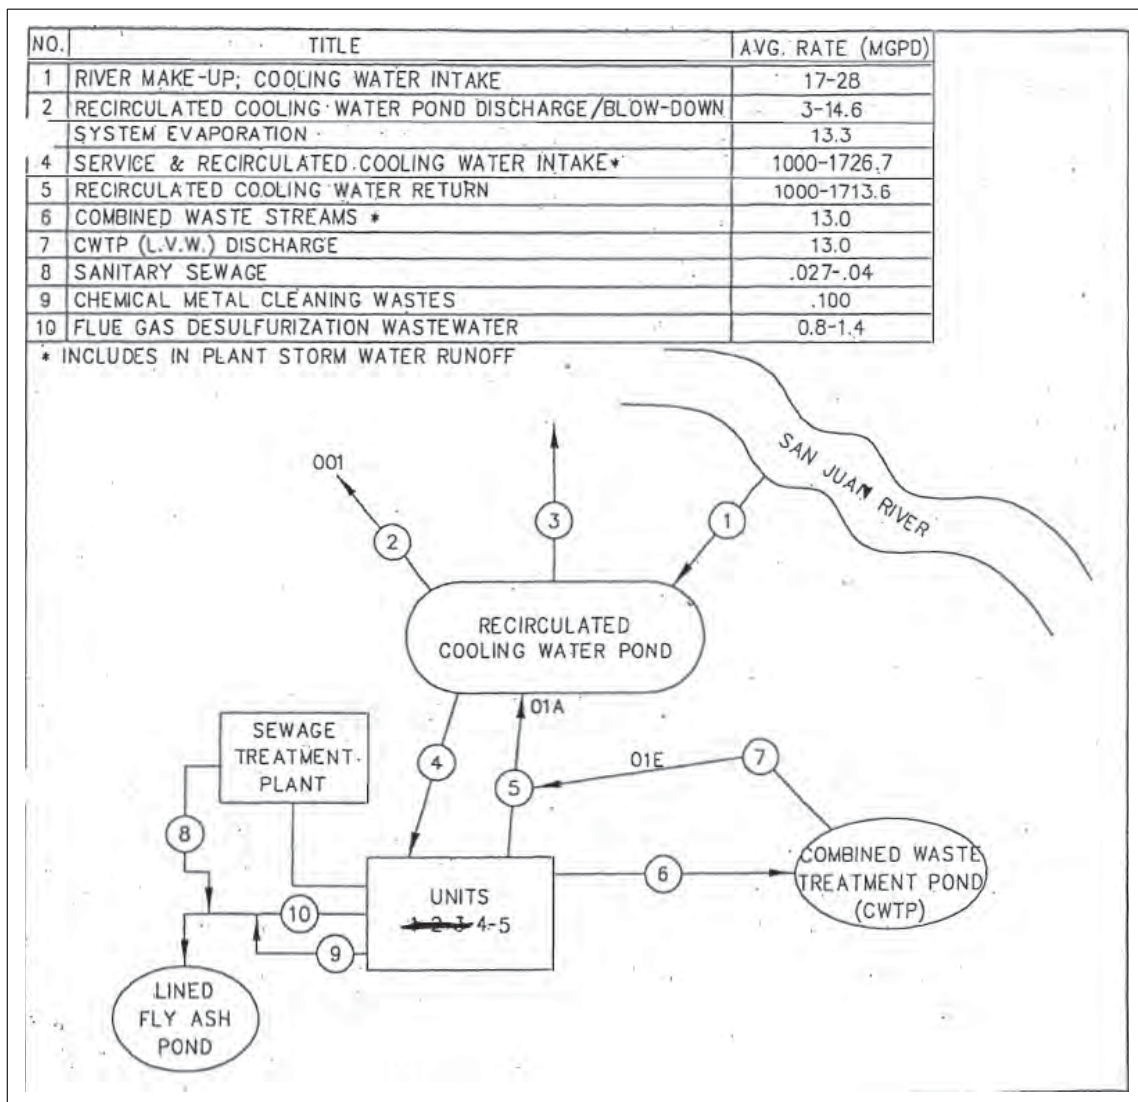 NO. TITLE AVG. RATE (MGPD)
1 RIVER MAKE-UP; COOLING WATER INTAKE 17-28
2 RECIRCULATED COOLING WATER POND DISCHARGE/BLOW-DOWN 3-14.6
SYSTEM EVAPORATION 13.3
4 SERVICE & RECIRCULATED COOLING WATER INTAKE* 1000-1726.7
5 RECIRCULATED COOLING WATER RETURN 1000-1713.6
6 COMBINED WASTE STREAMS * 13.0
7 CWTP (L.V.W.) DISCHARGE 13.0
8 SANITARY SEWAGE .027-.04
9 CHEMICAL METAL CLEANING WASTES .100
10 FLUE GAS DESULFURIZATION WASTEWATER 0.8-1.4
* INCLUDES IN PLANT STORM WATER RUNOFF
SAN JUAN RIVER
001
3
1
2
RECIRCULATED
COOLING WATER POND
01A
SEWAGE
TREATMENT
PLANT
4
5
01E
7
8
COMBINED WASTE
TREATMENT POND
(CWTP)
6
UNITS
1-2-3-4-5
10
9
LINED
FLY ASH
POND